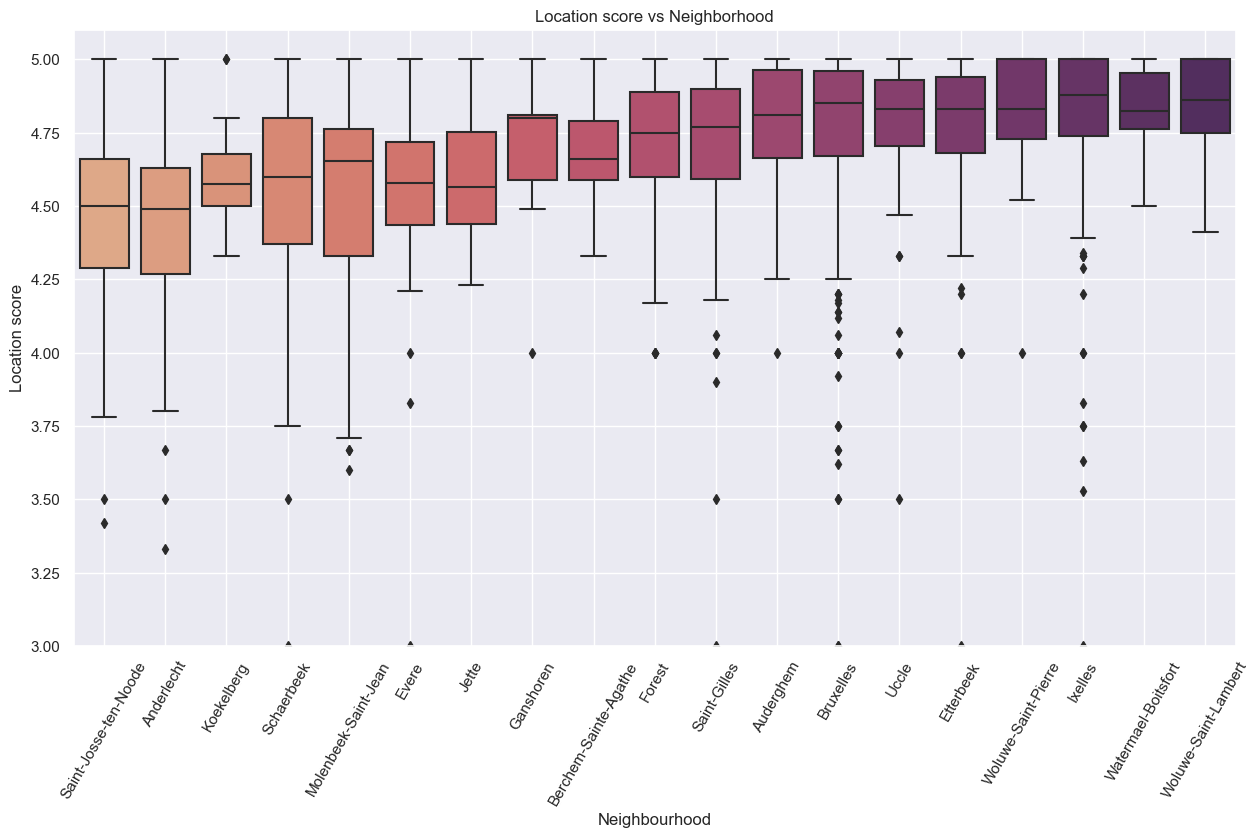 Location score vs Neighborhood
Location score
5.00
4.75
4.50
4.25
4.00
3.75
3.50
3.25
3.00
Saint-Josse-ten-Noode
Anderlecht
Koekelberg
Schaerbeek
Molenbeek-Saint-Jean
Evere
Jette
Ganshoren
Berchem-Sainte-Agathe
Forest
Saint-Gilles
Auderghem
Bruxelles
Uccle
Etterbeek
Woluwe-Saint-Pierre
Ixelles
Watermael-Boitsfort
Woluwe-Saint-Lambert
Neighbourhood